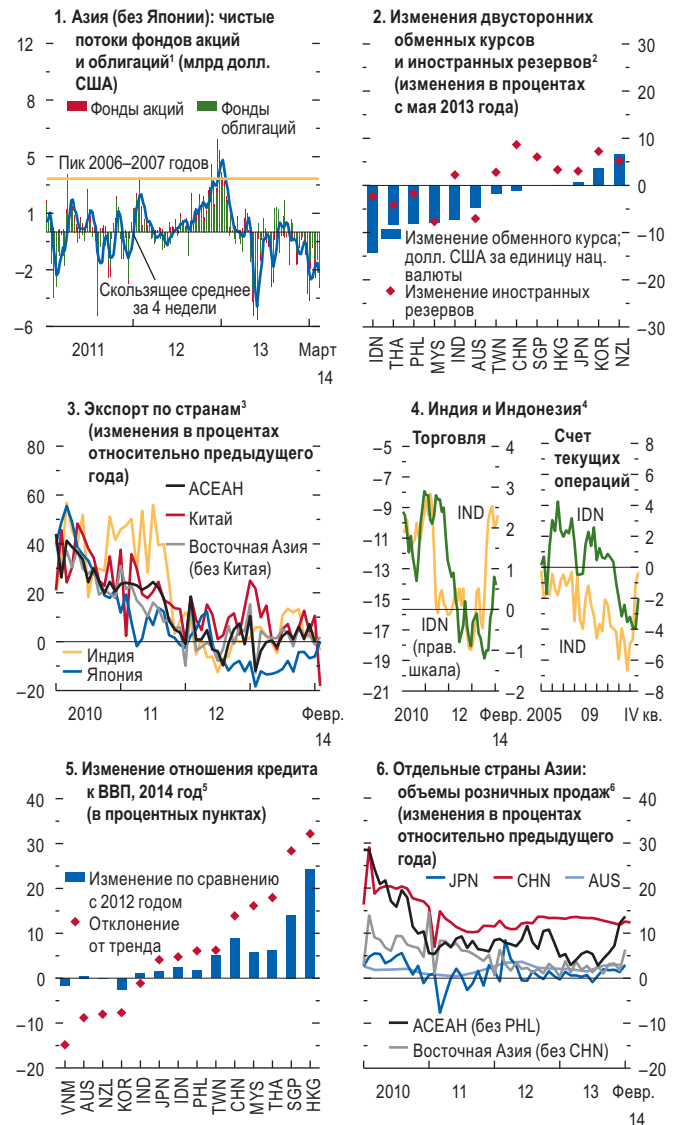 1. Азия (без Японии): чистые
потоки фондов акций
и облигаций¹ (млрд долл.
США)
Фонды акций
Фонды
облигаций
Пик 2006–2007 годов
Скользящее среднее
за 4 недели
12
8
5
1
–2
–6
2011
12
13
Март
14
2. Изменения двусторонних
обменных курсов
и иностранных резервов²
(изменения в процентах
с мая 2013 года)
30
20
10
0
–10
–20
–30
Изменение обменного курса;
долл. США за единицу нац.
валюты
Изменение иностранных
резервов
IDN
THA
PHL
MYS
IND
AUS
TWN
CHN
SGP
HKG
JPN
KOR
NZL
3. Экспорт по странам³
(изменения в процентах
относительно предыдущего
года)
80
60
40
20
0
–20
АСЕАН
Китай
Восточная Азия
(без Китая)
Индия
Япония
2010
11
12
Февр.
14
4. Индия и Индонезия⁴
Торговля
–5
–7
–9
–11
–13
–15
–17
–19
–21
4
3
2
1
0
–1
–2
IND
IDN
(прав.
шкала)
2010
12
Февр.
14
Счет
текущих
операций
8
6
4
2
0
–2
–4
–6
–8
IDN
IND
2005
09
IV кв.
14
5. Изменение отношения кредита
к ВВП, 2014 год⁵
(в процентных пунктах)
40
30
20
10
0
–10
–20
Изменение по сравнению
с 2012 годом
Отклонение
от тренда
VNM
AUS
NZL
KOR
IND
JPN
IDN
PHL
TWN
CHN
MYS
THA
SGP
HKG
6. Отдельные страны Азии:
объемы розничных продаж⁶
(изменения в процентах
относительно предыдущего
года)
JPN
CHN
AUS
40
30
20
10
0
–10
–20
АСЕАН (без PHL)
Восточная Азия (без CHN)
2010
11
12
13
Февр.
14